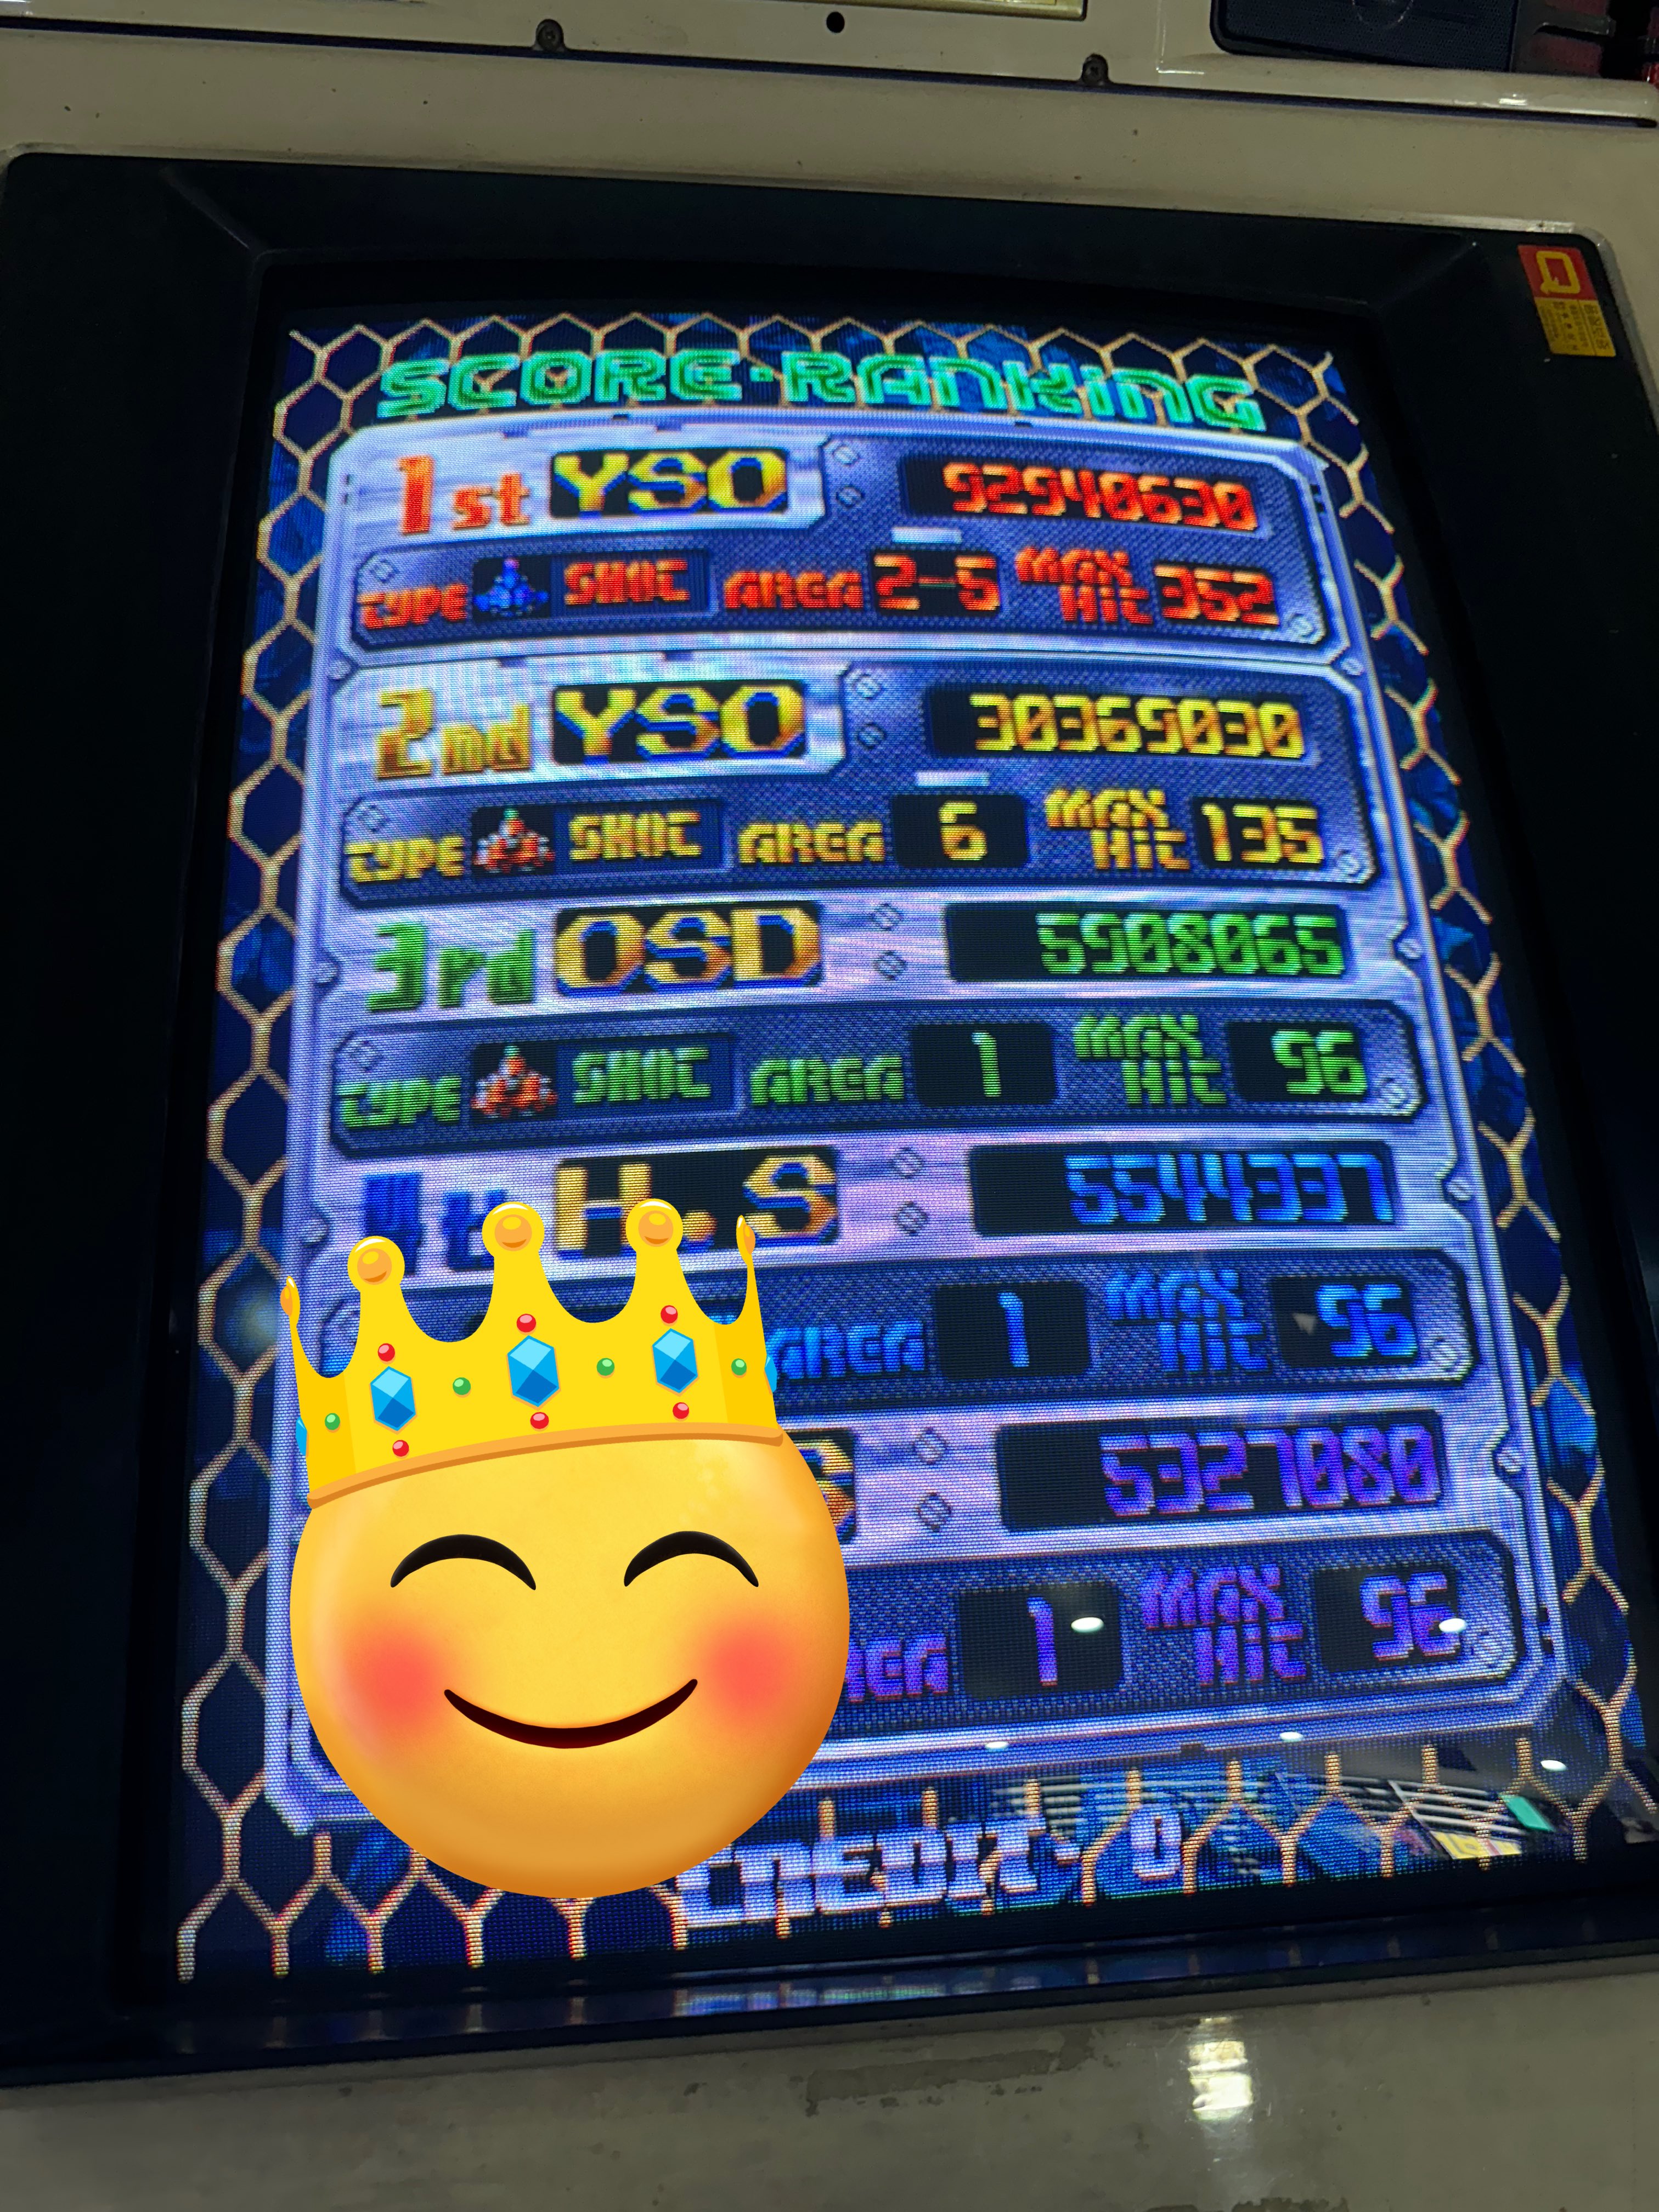 SCORE·RANKING
1st YSO 92940630
TYPE SHOT AREA 2-5 MAX Hit 352
2nd YSO 30369030
TYPE SHOT AREA 6 MAX Hit 135
3rd OSD 5908065
TYPE SHOT AREA 1 MAX Hit 96
H.S 5544337
AREA 1 MAX Hit 96
S 5327080
1 MAX Hit 96
CREDIT· 0